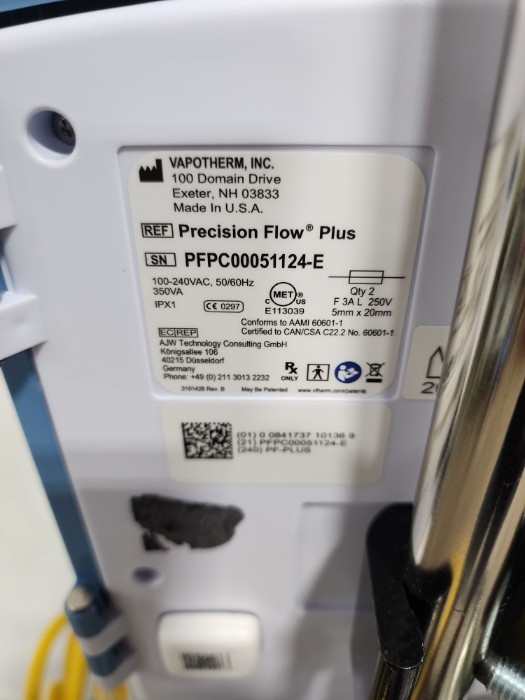 VAPOTHERM, INC.
100 Domain Drive
Exeter, NH 03833
Made In U.S.A.
REF Precision Flow® Plus
SN PFPC00051124-E
100-240VAC, 50/60Hz
350VA
IPX1
CE 0297
C MET ® US
E113039
Qty 2
F 3A L 250V
5mm x 20mm
Conforms to AAMI 60601-1
Certified to CAN/CSA C22.2 No. 60601-1
EC REP
AJW Technology Consulting GmbH
Königsallee 106
40215 Düsseldorf
Germany
Phone: +49 (0) 211 3013 2232
Rx ONLY
3101428 Rev. B May Be Patented www.vtherm.com/patents
(01) 0 0841737 10136 9
(21) PFPC00051124-E
(240) PF-PLUS